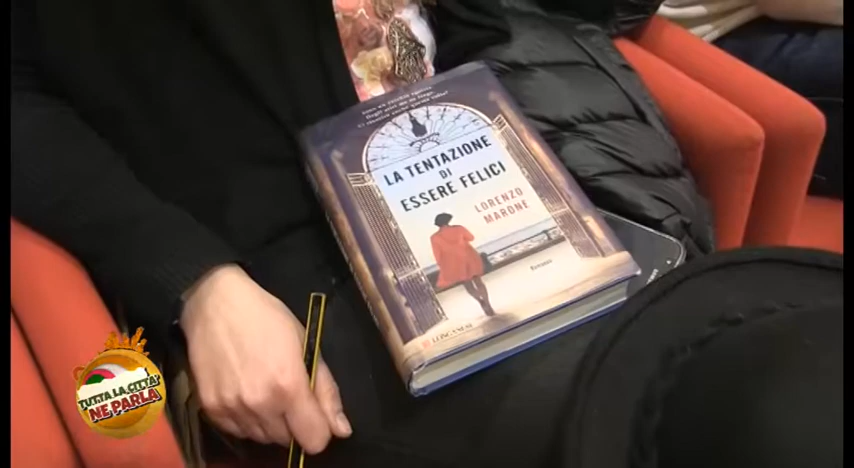 LA TENTAZIONE
DI
ESSERE FELICI
LORENZO
MARONE
Romanzo
LONGANESI
TUTTA LA CITTA'
NE PARLA